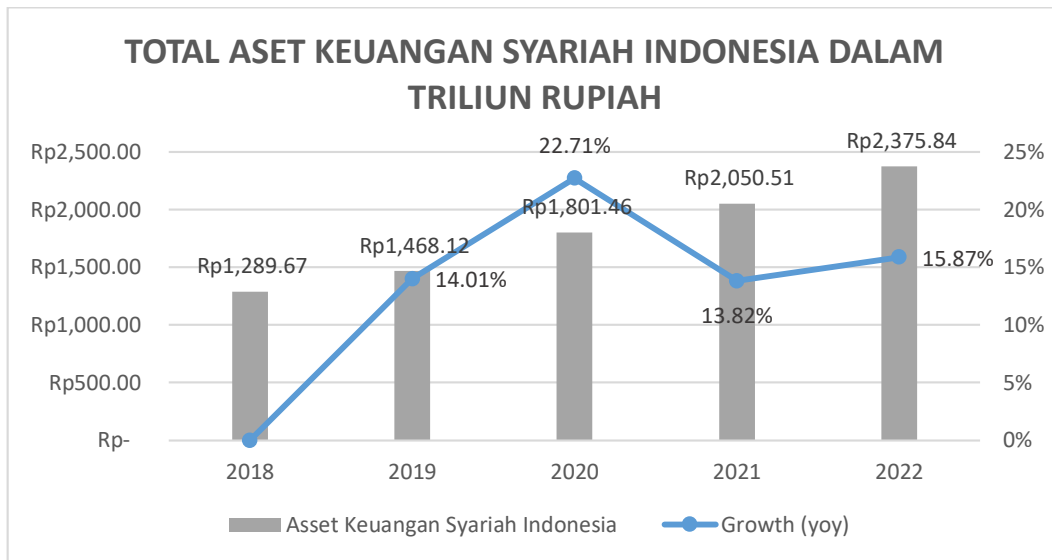 TOTAL ASET KEUANGAN SYARIAH INDONESIA DALAM
TRILIUN RUPIAH
Rp2,500.00
Rp2,000.00
Rp1,500.00
Rp1,000.00
Rp500.00
Rp-
Rp1,289.67
Rp1,468.12
Rp1,801.46
Rp2,050.51
Rp2,375.84
14.01%
22.71%
13.82%
15.87%
25%
20%
15%
10%
5%
0%
2018 2019 2020 2021 2022
Asset Keuangan Syariah Indonesia Growth (yoy)